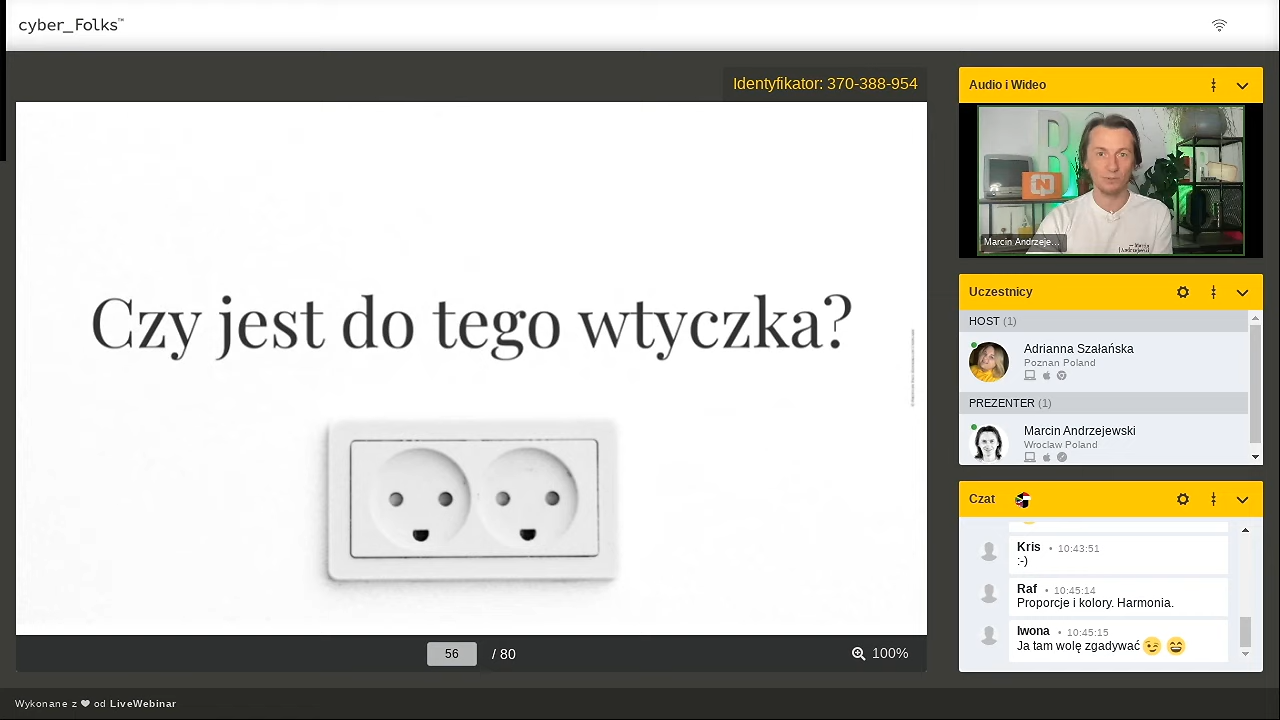 cyber_Folks™
Identyfikator: 370-388-954
Czy jest do tego wtyczka?
56 / 80
100%
Audio i Wideo
Marcin Andrzeje...
Uczestnicy
HOST (1)
Adrianna Szałańska
Poznan Poland
PREZENTER (1)
Marcin Andrzejewski
Wroclaw Poland
Czat
Kris • 10:43:51
:-)
Raf • 10:45:14
Proporcje i kolory. Harmonia.
Iwona • 10:45:15
Ja tam wolę zgadywać 😉 😄
Wykonane z ♥ od LiveWebinar